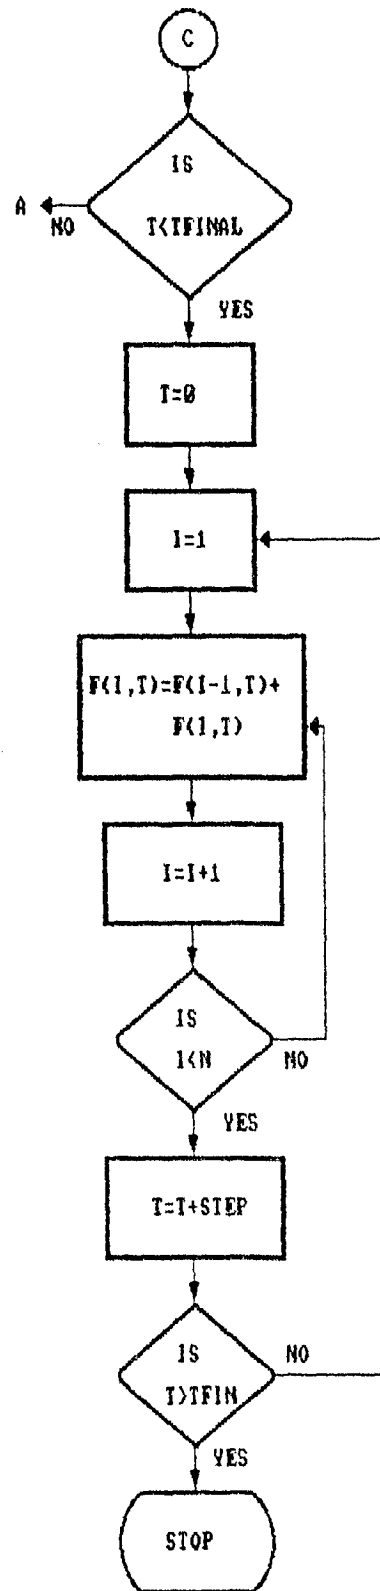 C
IS
T<TFINAL
A
NO
YES
T=0
I=1
F(I,T)=F(I-1,T)+
F(I,T)
I=I+1
IS
I<N
NO
YES
T=T+STEP
IS
T>TFIN
NO
YES
STOP